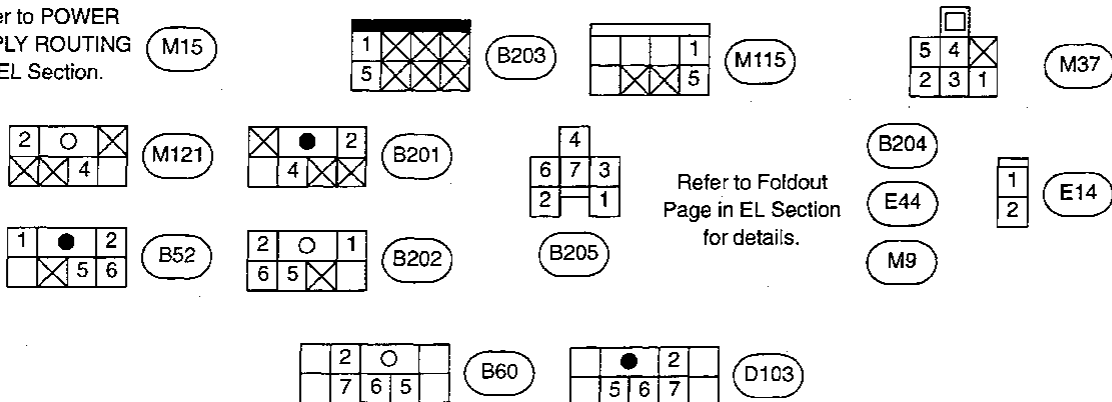 er to POWER
PLY ROUTING
EL Section.
M15
1
5
B203
1
5
M115
5 4
2 3 1
M37
2
4
M121
2
4
B201
4
6 7 3
2 1
B205
Refer to Foldout
Page in EL Section
for details.
B204
E44
M9
1
2
E14
1 2
5 6
B52
2 1
6 5
B202
2
7 6 5
B60
2
5 6 7
D103